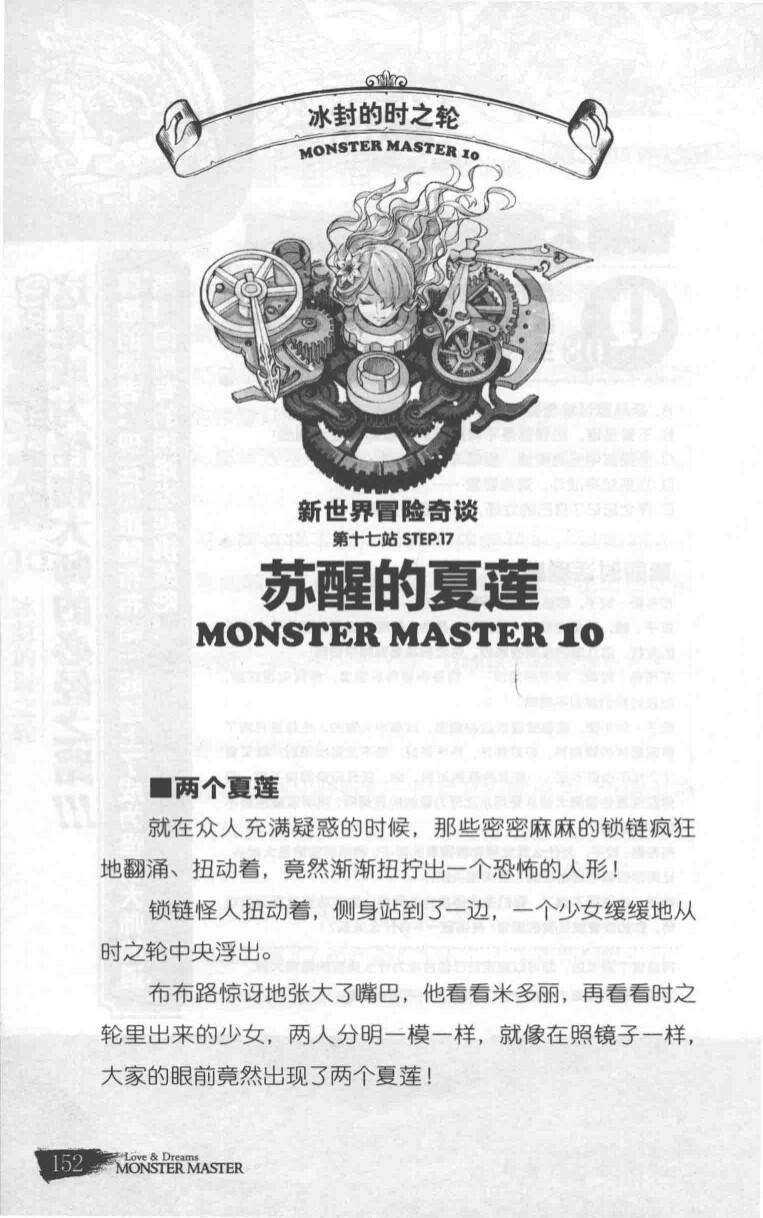 冰封的时之轮
MONSTER MASTER 10
新世界冒险奇谈
第十七站 STEP.17
苏醒的夏莲
MONSTER MASTER 10
■两个夏莲
就在众人充满疑惑的时候，那些密密麻麻的锁链疯狂
地翻涌、扭动着，竟然渐渐扭拧出一个恐怖的人形！
锁链怪人扭动着，侧身站到了一边，一个少女缓缓地从
时之轮中央浮出。
布布路惊讶地张大了嘴巴，他看看米多丽，再看看时之
轮里出来的少女，两人分明一模一样，就像在照镜子一样，
大家的眼前竟然出现了两个夏莲！
152
Love & Dreams
MONSTER MASTER